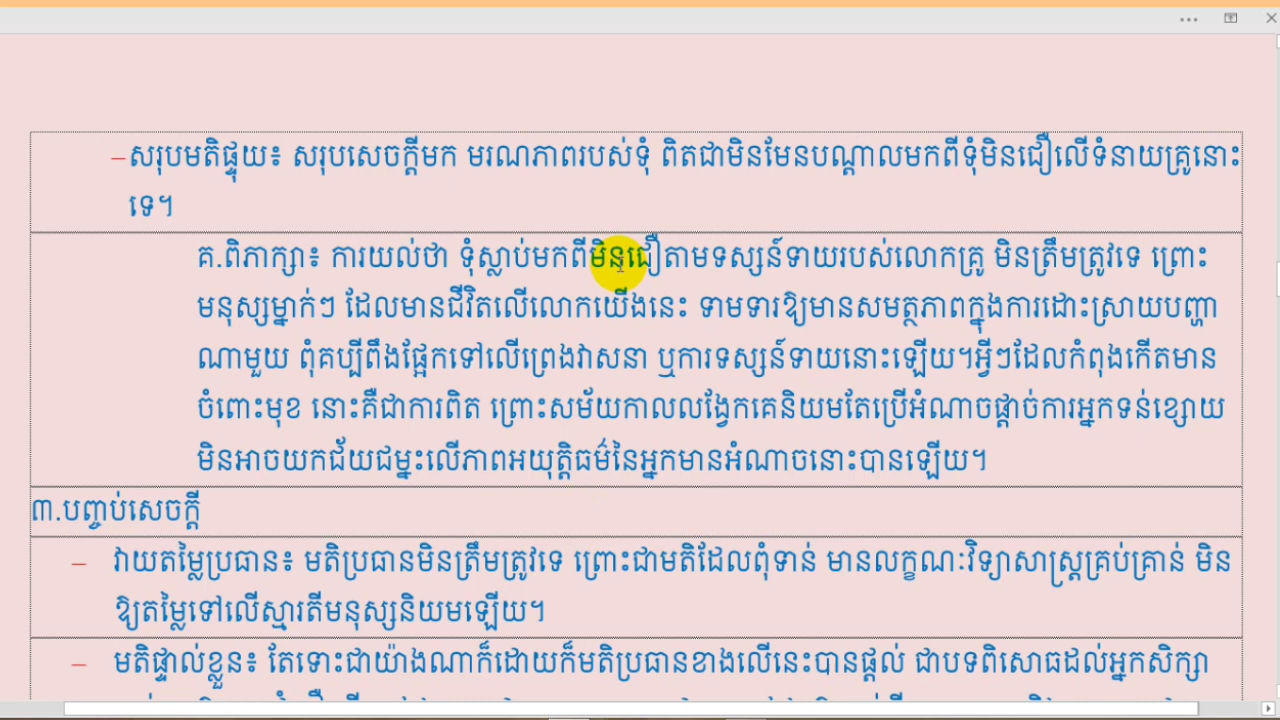 –សរុបមតិផ្ទុយ៖ សរុបសេចក្តីមក មរណភាពរបស់ទុំ ពិតជាមិនមែនបណ្តាលមកពីទុំមិនជឿលើទំនាយគ្រូនោះ
ទេ។
គ.ពិភាក្សា៖ ការយល់ថា ទុំស្លាប់មកពីមិនជឿតាមទស្សន៍ទាយរបស់លោកគ្រូ មិនត្រឹមត្រូវទេ ព្រោះ
មនុស្សម្នាក់ៗ ដែលមានជីវិតលើលោកយើងនេះ ទាមទារឱ្យមានសមត្ថភាពក្នុងការដោះស្រាយបញ្ហា
ណាមួយ ពុំគប្បីពឹងផ្អែកទៅលើព្រេងវាសនា ឬការទស្សន៍ទាយនោះឡើយ។អ្វីៗដែលកំពុងកើតមាន
ចំពោះមុខ នោះគឺជាការពិត ព្រោះសម័យកាលលង្វែកគេនិយមតែប្រើអំណាចផ្តាច់ការអ្នកទន់ខ្សោយ
មិនអាចយកជ័យជម្នះលើភាពអយុត្តិធម៌នៃអ្នកមានអំណាចនោះបានឡើយ។
៣.បញ្ចប់សេចក្តី
– វាយតម្លៃប្រធាន៖ មតិប្រធានមិនត្រឹមត្រូវទេ ព្រោះជាមតិដែលពុំទាន់ មានលក្ខណៈវិទ្យាសាស្ត្រគ្រប់គ្រាន់ មិន
ឱ្យតម្លៃទៅលើស្មារតីមនុស្សនិយមឡើយ។
– មតិផ្ទាល់ខ្លួន៖ តែទោះជាយ៉ាងណាក៏ដោយក៏មតិប្រធានខាងលើនេះបានផ្តល់ ជាបទពិសោធដល់អ្នកសិក្សា